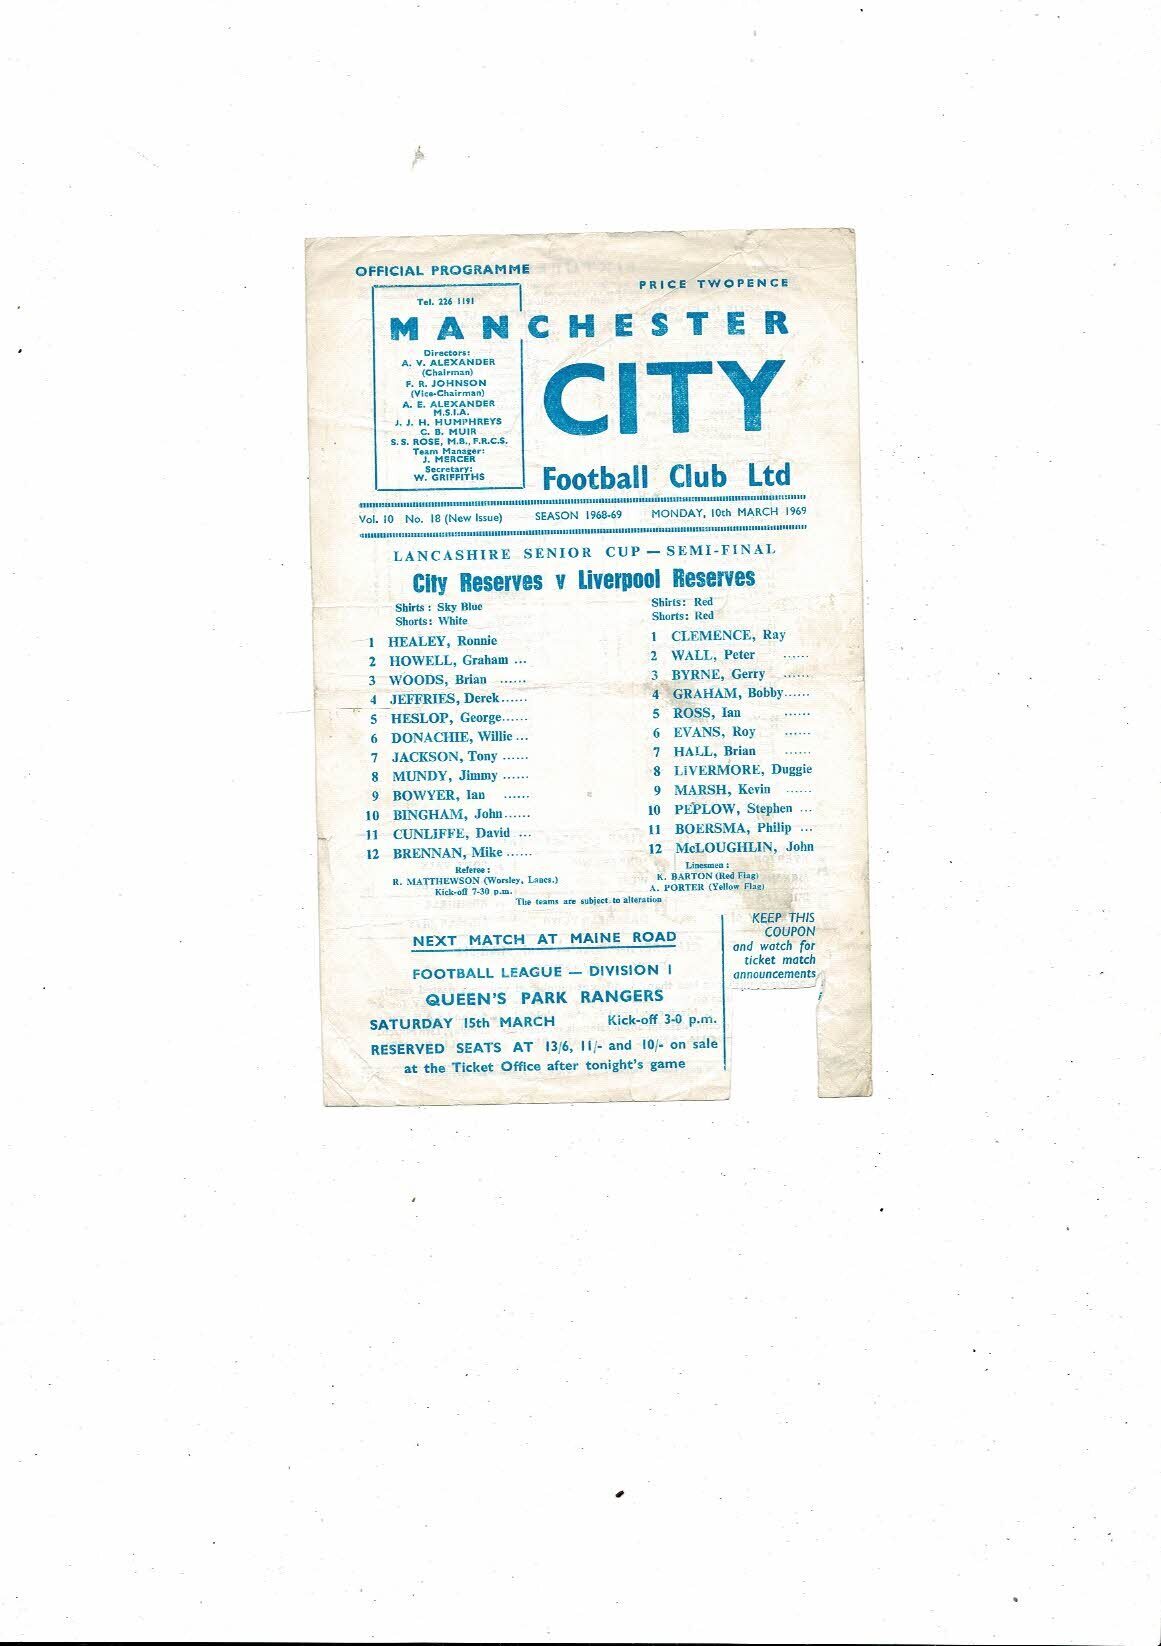 OFFICIAL PROGRAMME
PRICE TWOPENCE
Tel. 226 1191
MANCHESTER
CITY
Football Club Ltd
Directors:
A. V. ALEXANDER
(Chairman)
F. R. JOHNSON
(Vice-Chairman)
A. E. ALEXANDER
M.S.I.A.
J. J. H. HUMPHREYS
C. B. MUIR
S. S. ROSE, M.B., F.R.C.S.
Team Manager:
J. MERCER
Secretary:
W. GRIFFITHS
Vol. 10 No. 18 (New Issue) SEASON 1968-69 MONDAY, 10th MARCH 1969
LANCASHIRE SENIOR CUP — SEMI-FINAL
City Reserves v Liverpool Reserves
Shirts : Sky Blue
Shorts: White
1 HEALEY, Ronnie
2 HOWELL, Graham ...
3 WOODS, Brian ......
4 JEFFRIES, Derek......
5 HESLOP, George......
6 DONACHIE, Willie ...
7 JACKSON, Tony ......
8 MUNDY, Jimmy ......
9 BOWYER, Ian ......
10 BINGHAM, John......
11 CUNLIFFE, David ...
12 BRENNAN, Mike ......
Referee :
R. MATTHEWSON (Worsley, Lancs.)
Kick-off 7-30 p.m.
Shirts: Red
Shorts: Red
1 CLEMENCE, Ray
2 WALL, Peter ......
3 BYRNE, Gerry ......
4 GRAHAM, Bobby......
5 ROSS, Ian ......
6 EVANS, Roy ......
7 HALL, Brian ......
8 LiVERMORE, Duggie
9 MARSH, Kevin ......
10 PEPLOW, Stephen ...
11 BOERSMA, Philip ...
12 McLOUGHLIN, John
Linesmen :
K. BARTON (Red Flag)
A. PORTER (Yellow Flag)
The teams are subject to alteration
NEXT MATCH AT MAINE ROAD
FOOTBALL LEAGUE — DIVISION 1
QUEEN'S PARK RANGERS
SATURDAY 15th MARCH Kick-off 3-0 p.m.
RESERVED SEATS AT 13/6, 11/- and 10/- on sale
at the Ticket Office after tonight's game
KEEP THIS
COUPON
and watch for
ticket match
announcements